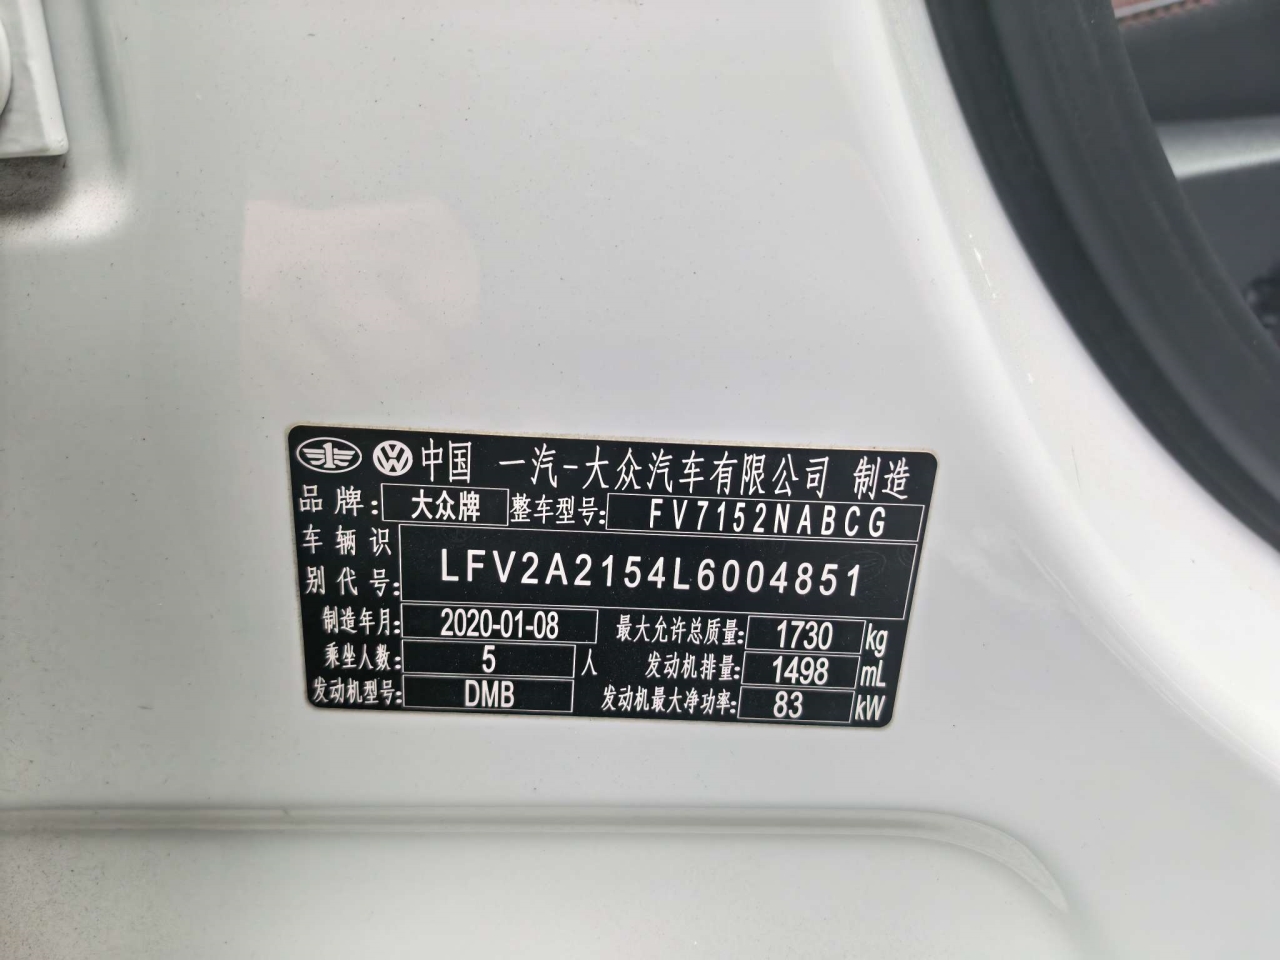 中国 一汽-大众汽车有限公司 制造
品牌: 大众牌 整车型号: FV7152NABCG
车辆识别代号: LFV2A2154L6004851
制造年月: 2020-01-08 最大允许总质量: 1730 kg
乘坐人数: 5 人 发动机排量: 1498 mL
发动机型号: DMB 发动机最大净功率: 83 kW